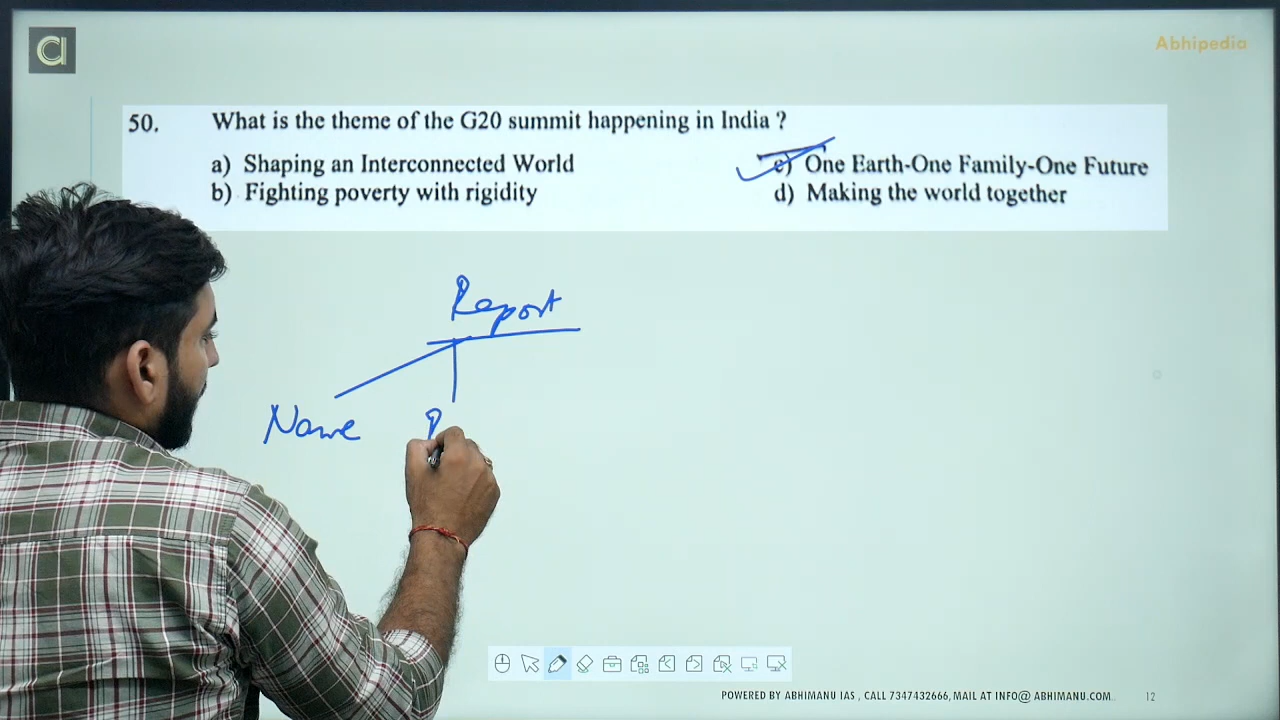 Abhipedia
50. What is the theme of the G20 summit happening in India ?
a) Shaping an Interconnected World
c) One Earth-One Family-One Future
b) Fighting poverty with rigidity
d) Making the world together
Report
Name
POWERED BY ABHIMANU IAS , CALL 7347432666,MAIL AT INFO@ ABHIMANU.COM..
12